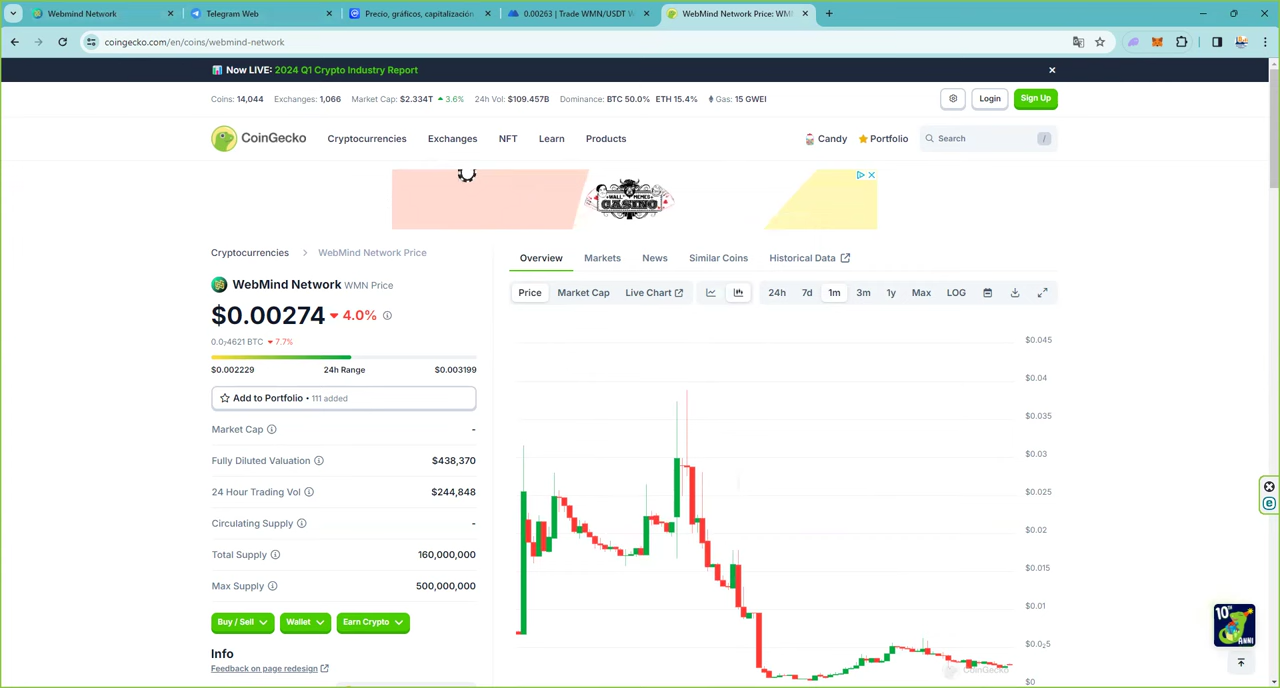 Webmind Network
Telegram Web
Precio, gráficos, capitalización
0.00263 | Trade WMN/USDT W
WebMind Network Price: WMN
coingecko.com/en/coins/webmind-network
Now LIVE: 2024 Q1 Crypto Industry Report
Coins: 14,044 Exchanges: 1,066 Market Cap: $2.334T 3.6% 24h Vol: $109.457B Dominance: BTC 50.0% ETH 15.4% Gas: 15 GWEI
Login
Sign Up
CoinGecko
Cryptocurrencies
Exchanges
NFT
Learn
Products
Candy
Portfolio
Search
/
WALL MEMES
CASINO
Cryptocurrencies > WebMind Network Price
WebMind Network WMN Price
$0.00274 4.0%
0.0₇4621 BTC 7.7%
$0.002229 24h Range $0.003199
Add to Portfolio • 111 added
Market Cap -
Fully Diluted Valuation $438,370
24 Hour Trading Vol $244,848
Circulating Supply -
Total Supply 160,000,000
Max Supply 500,000,000
Buy / Sell
Wallet
Earn Crypto
Info
Feedback on page redesign
Overview
Markets
News
Similar Coins
Historical Data
Price
Market Cap
Live Chart
24h
7d
1m
3m
1y
Max
LOG
$0.045
$0.04
$0.035
$0.03
$0.025
$0.02
$0.015
$0.01
$0.0₂5
$0
CoinGecko
10TH
ANNI